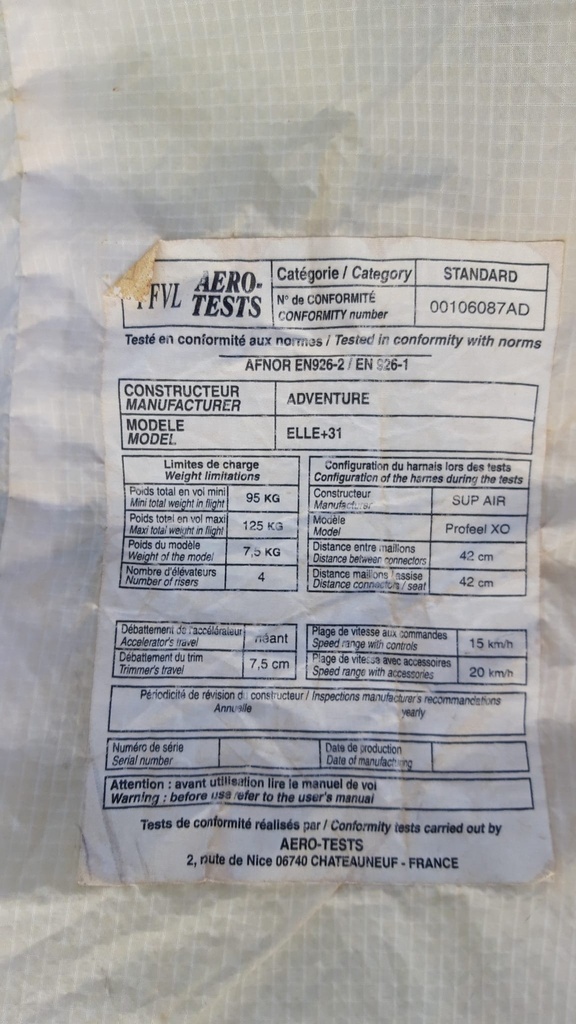 FFVL AERO-TESTS
Catégorie / Category STANDARD
N° de CONFORMITÉ
CONFORMITY number 00106087AD
Testé en conformité aux normes / Tested in conformity with norms
AFNOR EN926-2 / EN 926-1
CONSTRUCTEUR
MANUFACTURER ADVENTURE
MODELE
MODEL ELLE+31
Limites de charge
Weight limitations
Poids total en vol mini
Mini total weight in flight 95 KG
Poids total en vol maxi
Maxi total weight in flight 125 KG
Poids du modèle
Weight of the model 7,5 KG
Nombre d'élévateurs
Number of risers 4
Configuration du harnais lors des tests
Configuration of the harnes during the tests
Constructeur
Manufacturer SUP AIR
Modèle
Model Profeel XO
Distance entre maillons
Distance between connectors 42 cm
Distance maillons assise
Distance connectors / seat 42 cm
Débattement de l'accélérateur
Accelerator's travel néant
Débattement du trim
Trimmer's travel 7,5 cm
Plage de vitesse aux commandes
Speed range with controls 15 km/h
Plage de vitesse avec accessoires
Speed range with accessories 20 km/h
Périodicité de révision du constructeur / Inspections manufacturer's recommandations
Annuelle yearly
Numéro de série
Serial number
Date de production
Date of manufacturing
Attention : avant utilisation lire le manuel de vol
Warning : before use refer to the user's manual
Tests de conformité réalisés par / Conformity tests carried out by
AERO-TESTS
2, route de Nice 06740 CHATEAUNEUF - FRANCE